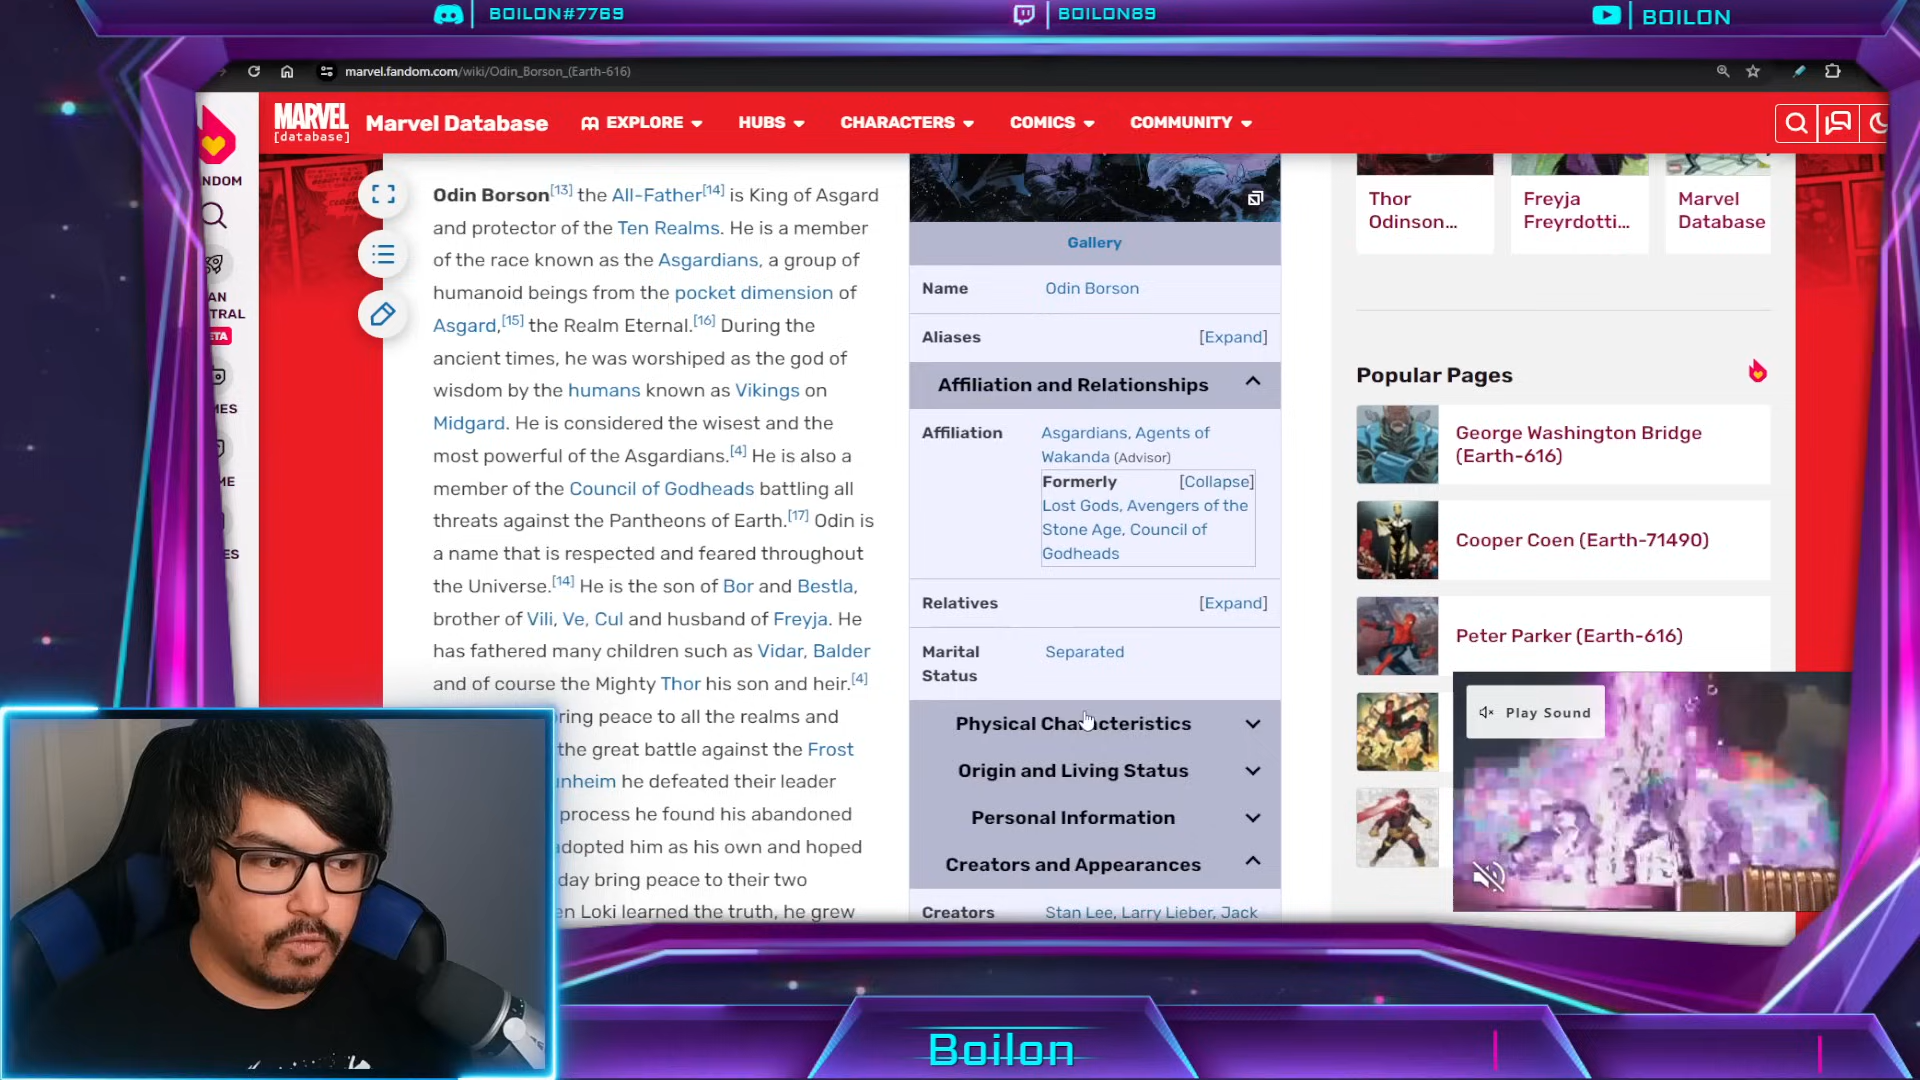 BOILON#7769
BOILON89
BOILON
marvel.fandom.com/wiki/Odin_Borson_(Earth-616)
MARVEL
[database]
Marvel Database
EXPLORE
HUBS
CHARACTERS
COMICS
COMMUNITY
ANDOM
AN
TRAL
ETA
MES
ME
ES
Odin Borson[13] the All-Father[14] is King of Asgard
and protector of the Ten Realms. He is a member
of the race known as the Asgardians, a group of
humanoid beings from the pocket dimension of
Asgard,[15] the Realm Eternal.[16] During the
ancient times, he was worshiped as the god of
wisdom by the humans known as Vikings on
Midgard. He is considered the wisest and the
most powerful of the Asgardians.[4] He is also a
member of the Council of Godheads battling all
threats against the Pantheons of Earth.[17] Odin is
a name that is respected and feared throughout
the Universe.[14] He is the son of Bor and Bestla,
brother of Vili, Ve, Cul and husband of Freyja. He
has fathered many children such as Vidar, Balder
and of course the Mighty Thor his son and heir.[4]
ring peace to all the realms and
the great battle against the Frost
unheim he defeated their leader
process he found his abandoned
adopted him as his own and hoped
day bring peace to their two
en Loki learned the truth, he grew
Gallery
Name Odin Borson
Aliases [Expand]
Affiliation and Relationships
Affiliation Asgardians, Agents of
Wakanda (Advisor)
Formerly [Collapse]
Lost Gods, Avengers of the
Stone Age, Council of
Godheads
Relatives [Expand]
Marital Status Separated
Physical Characteristics
Origin and Living Status
Personal Information
Creators and Appearances
Creators Stan Lee, Larry Lieber, Jack
Thor
Odinson...
Freyja
Freyrdotti...
Marvel
Database
Popular Pages
George Washington Bridge
(Earth-616)
Cooper Coen (Earth-71490)
Peter Parker (Earth-616)
Play Sound
Boilon